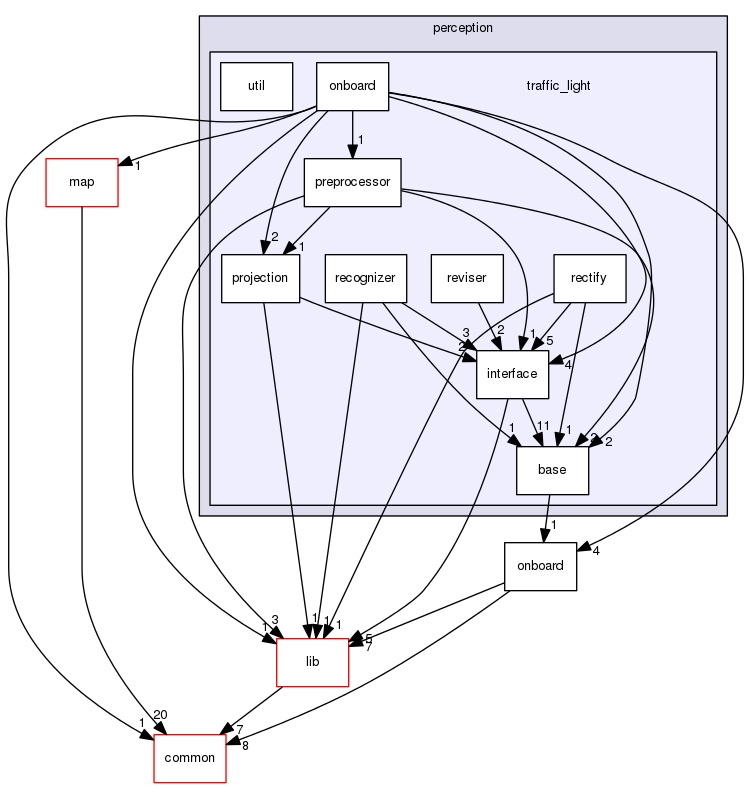 perception
util
onboard
traffic_light
1
map
1
preprocessor
2
1
projection
recognizer
reviser
rectify
3
2
1
5
2
4
interface
1
11
1
2
2
base
1
onboard
4
1
3
1
1
1
5
7
lib
1
20
7
8
common